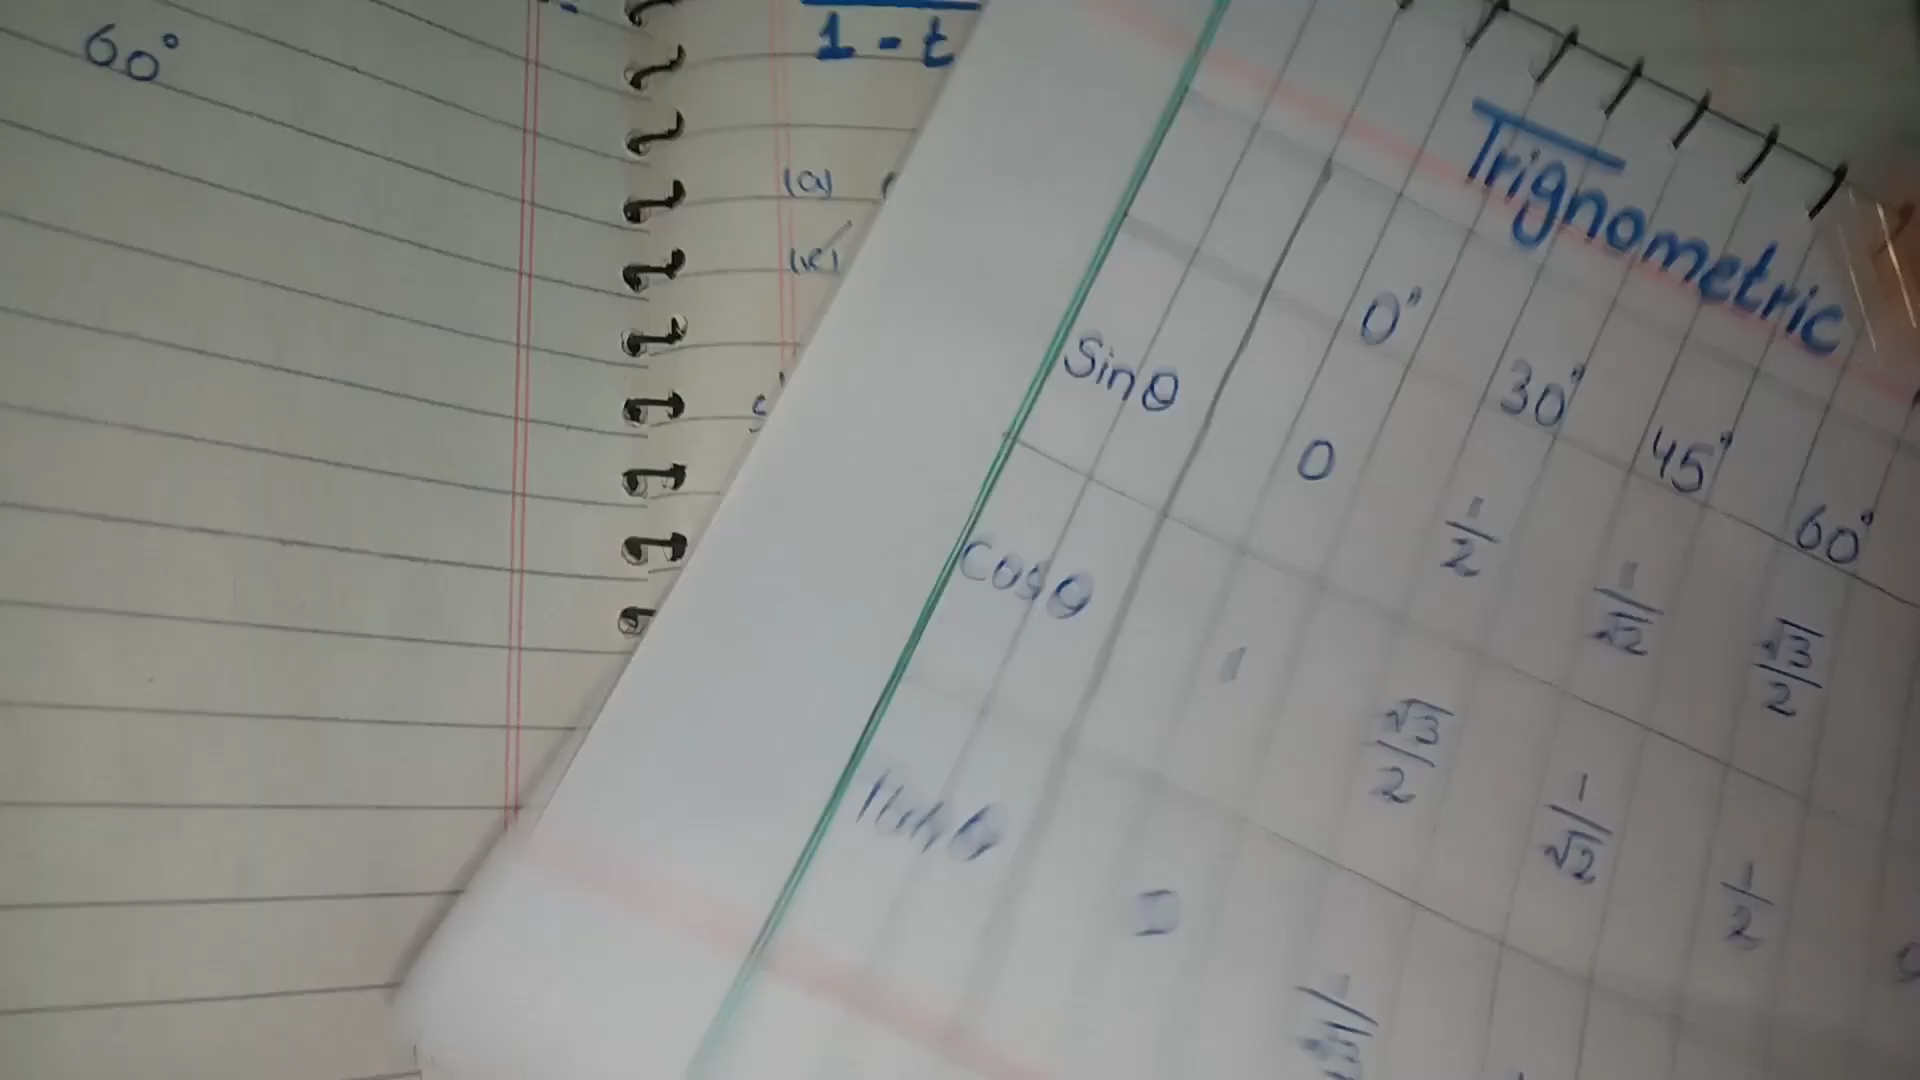 60°
1 - t
(a)
Trignometric
0° 30° 45° 60°
Sinθ 0 1/2 1/√2 √3/2
Cosθ 1 √3/2 1/√2 1/2